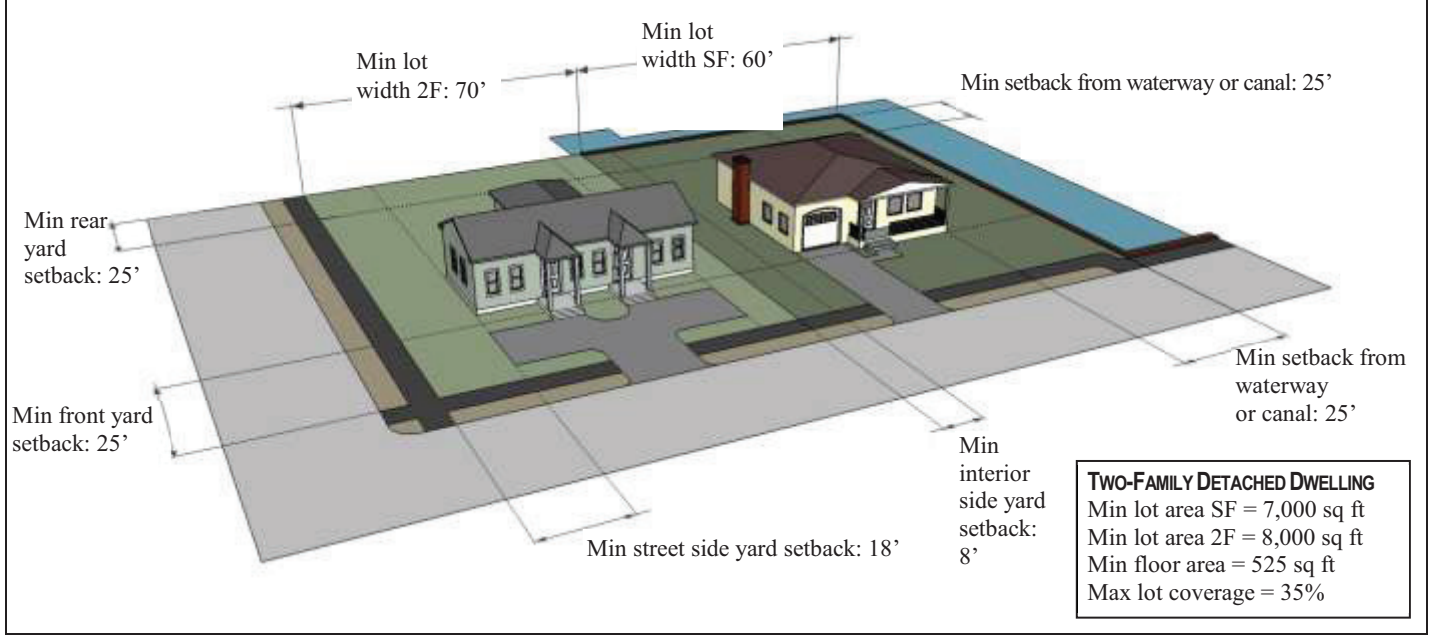 Min lot
width SF: 60’
Min lot
width 2F: 70’
Min setback from waterway or canal: 25’
Min rear
yard
setback: 25’
Min setback from
waterway
or canal: 25’
Min front yard
setback: 25’
Min
interior
side yard
setback:
8’
Min street side yard setback: 18’
TWO-FAMILY DETACHED DWELLING
Min lot area SF = 7,000 sq ft
Min lot area 2F = 8,000 sq ft
Min floor area = 525 sq ft
Max lot coverage = 35%